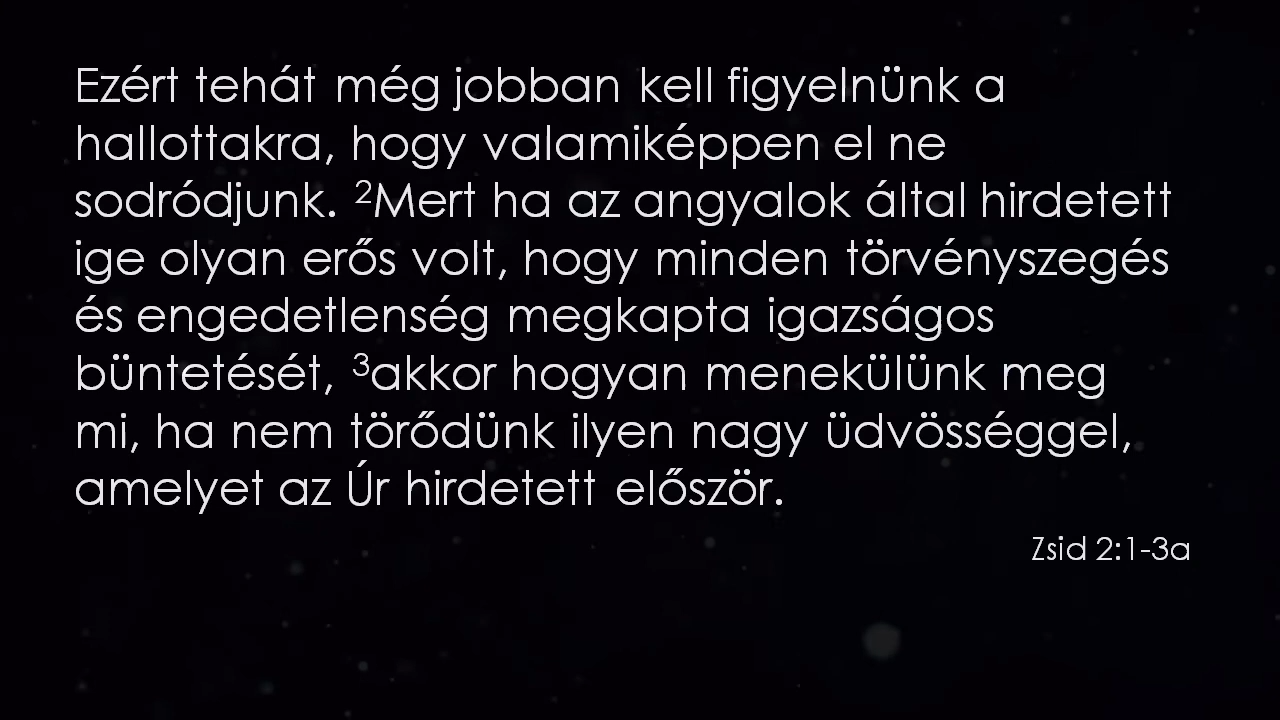 Ezért tehát még jobban kell figyelnünk a
hallottakra, hogy valamiképpen el ne
sodródjunk. ²Mert ha az angyalok által hirdetett
ige olyan erős volt, hogy minden törvényszegés
és engedetlenség megkapta igazságos
büntetését, ³akkor hogyan menekülünk meg
mi, ha nem törődünk ilyen nagy üdvösséggel,
amelyet az Úr hirdetett először.
Zsid 2:1-3a